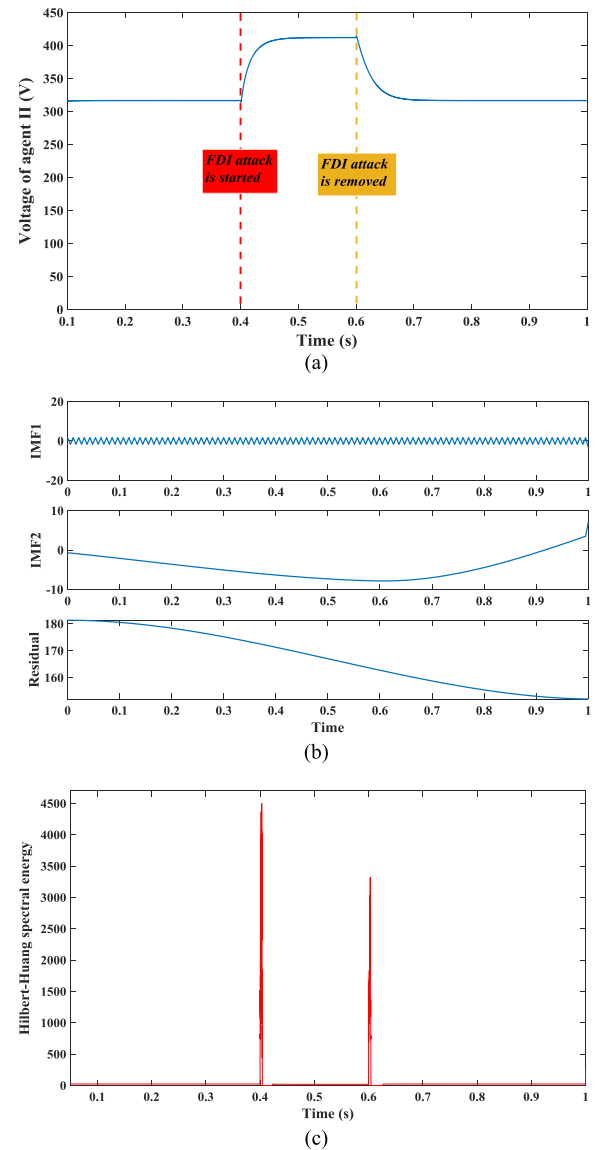 450
400
350
300
250
200
150
100
50
0
Voltage of agent II (V)
FDI attack
is started
FDI attack
is removed
0.1 0.2 0.3 0.4 0.5 0.6 0.7 0.8 0.9 1
Time (s)
(a)
20
0
-20
IMF1
0 0.1 0.2 0.3 0.4 0.5 0.6 0.7 0.8 0.9 1
10
0
-10
IMF2
0 0.1 0.2 0.3 0.4 0.5 0.6 0.7 0.8 0.9 1
180
170
160
Residual
0 0.1 0.2 0.3 0.4 0.5 0.6 0.7 0.8 0.9 1
Time
(b)
4500
4000
3500
3000
2500
2000
1500
1000
500
0
Hilbert-Huang spectral energy
0.1 0.2 0.3 0.4 0.5 0.6 0.7 0.8 0.9 1
Time (s)
(c)